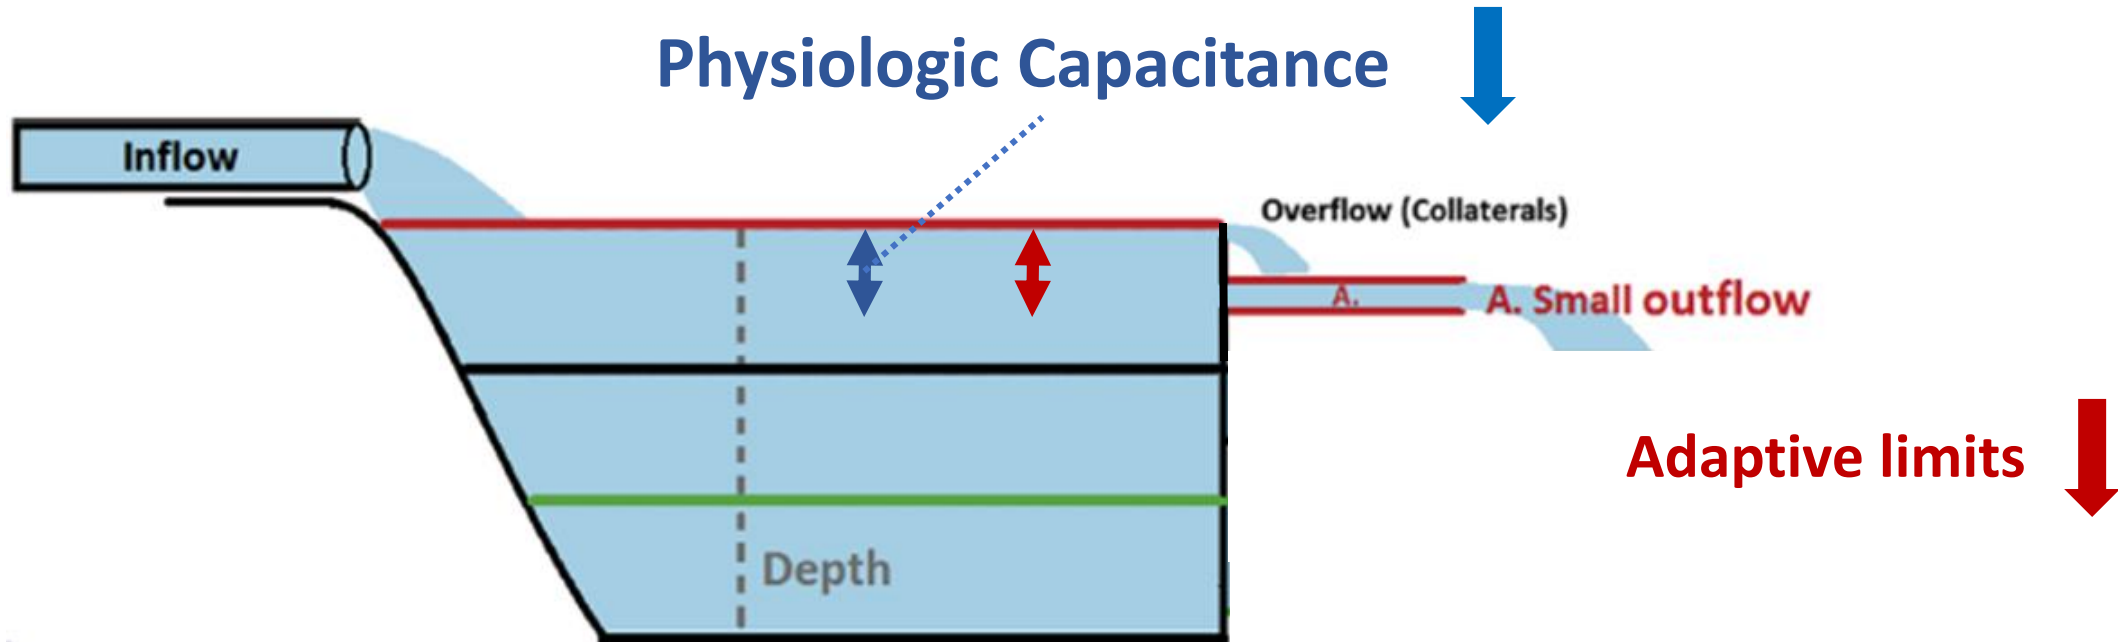 Physiologic Capacitance
Inflow
Overflow (Collaterals)
A.
A. Small outflow
Adaptive limits
Depth